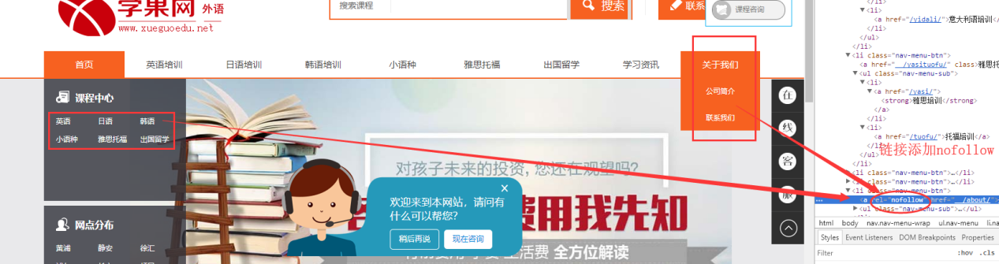 学果网 外语
www.xueguoedu.net
搜索课程
搜索
联系
课程咨询
首页 英语培训 日语培训 韩语培训 小语种 雅思托福 出国留学 学习资讯 关于我们
公司简介
联系我们
课程中心
英语 日语 韩语
小语种 雅思托福 出国留学
网点分布
黄浦 静安 徐汇
对孩子未来的投资, 您还在观望吗?
费用我先知
生活费 全方位解读
欢迎来到本网站，请问有
什么可以帮您?
稍后再说 现在咨询
在
线
客
服
</li>
▼<li>
<a href="/yidali/">意大利语培训</
</li>
</ul>
</li>
▼<li class="nav-menu-btn">
<a href=" /yasituofu/" class>雅思托
▼<ul class="nav-menu-sub">
▼<li>
▼<a href="/yasi/">
<strong>雅思培训</strong>
</a>
</li>
▼<li>
<a href="/tuofu/">托福培训</a>
</li>
链接添加nofollow
</ul>
</li>
▶<li class="nav-menu-btn">…</li>
▶<li class="nav-menu-btn">…</li>
▼<li class="nav-menu-btn">
… <a rel="nofollow" href=" /about/"
▶<ul class="nav-menu-sub">…</ul>
html body nav.nav-menu-wrap ul.nav-menu li.na
Styles Event Listeners DOM Breakpoints Properties
Filter :hov .cls